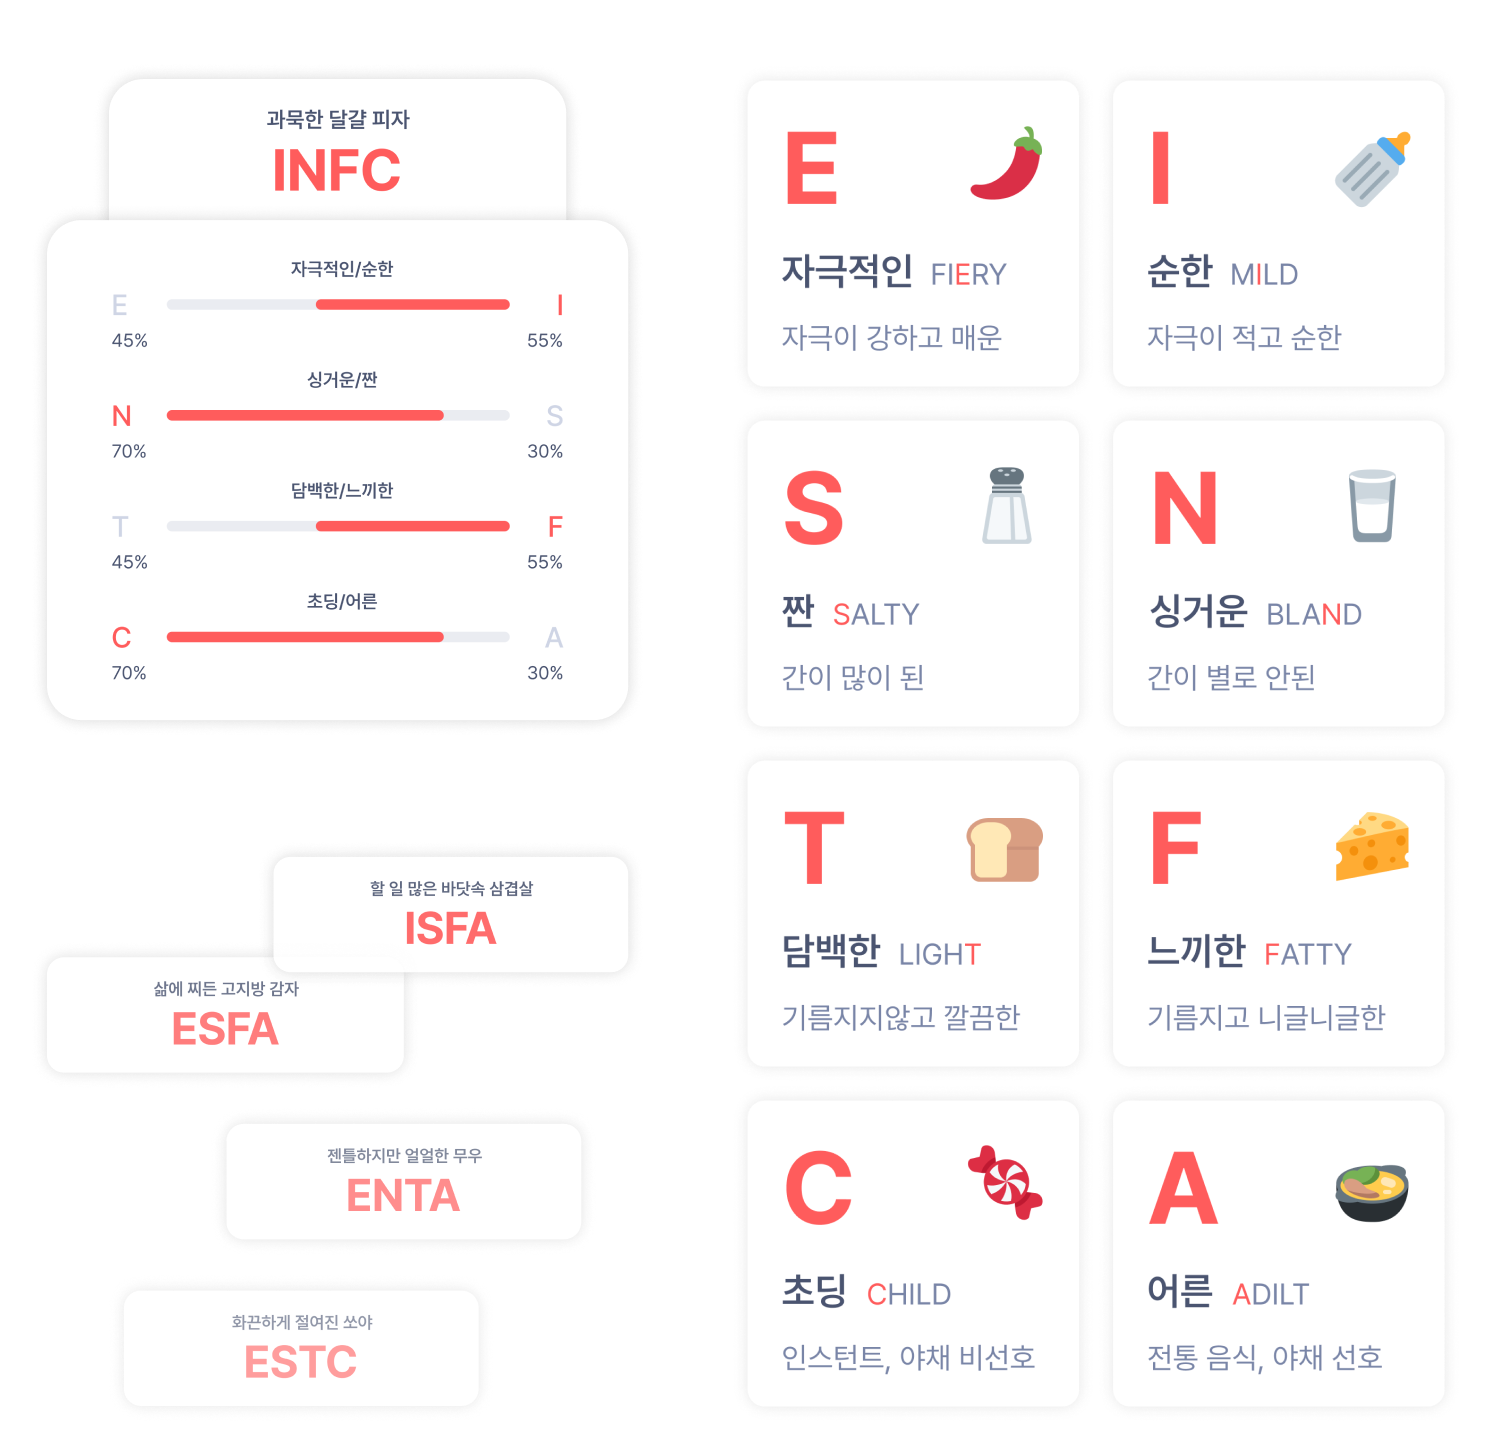 과묵한 달걀 피자
INFC
자극적인/순한
E I
45% 55%
싱거운/짠
N S
70% 30%
담백한/느끼한
T F
45% 55%
초딩/어른
C A
70% 30%
할 일 많은 바닷속 삼겹살
ISFA
삶에 찌든 고지방 감자
ESFA
젠틀하지만 얼얼한 무우
ENTA
화끈하게 절여진 쏘야
ESTC
E
자극적인 FIERY
자극이 강하고 매운
I
순한 MILD
자극이 적고 순한
S
짠 SALTY
간이 많이 된
N
싱거운 BLAND
간이 별로 안된
T
담백한 LIGHT
기름지지않고 깔끔한
F
느끼한 FATTY
기름지고 니글니글한
C
초딩 CHILD
인스턴트, 야채 비선호
A
어른 ADILT
전통 음식, 야채 선호